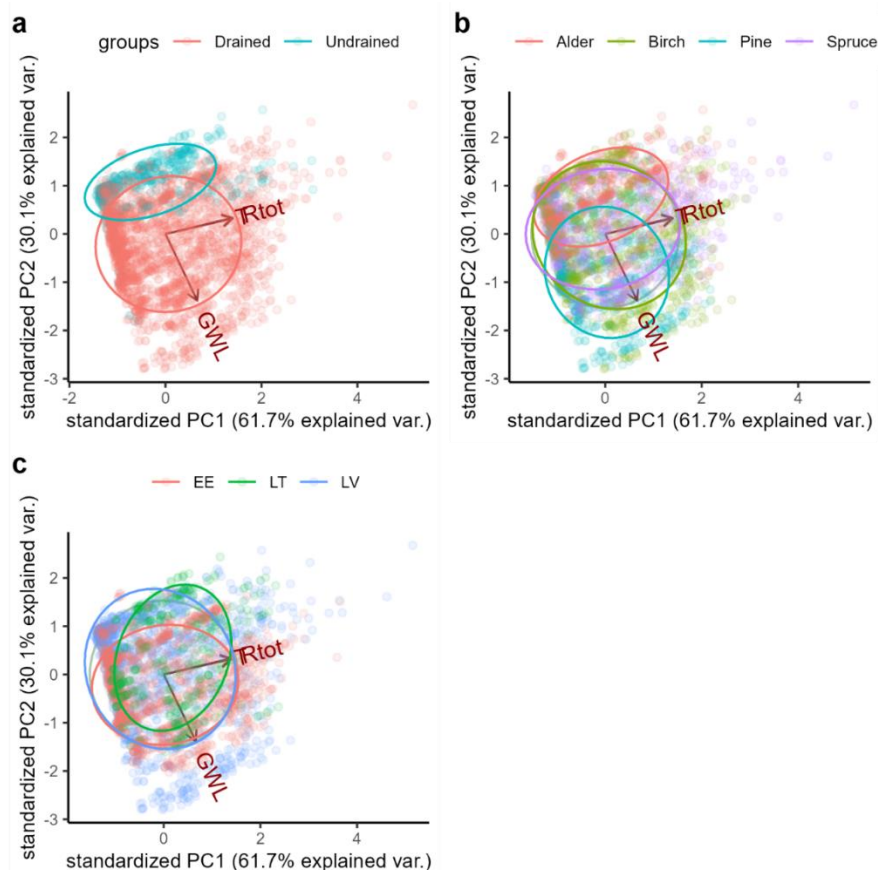 a
groups Drained Undrained
standardized PC2 (30.1% explained var.)
2
1
0
-1
-2
-3
-2 0 2 4
standardized PC1 (61.7% explained var.)
TRtot
GWL
b
Alder Birch Pine Spruce
standardized PC2 (30.1% explained var.)
2
1
0
-1
-2
-3
0 2 4
standardized PC1 (61.7% explained var.)
TRtot
GWL
c
EE LT LV
standardized PC2 (30.1% explained var.)
2
1
0
-1
-2
-3
0 2 4
standardized PC1 (61.7% explained var.)
TRtot
GWL